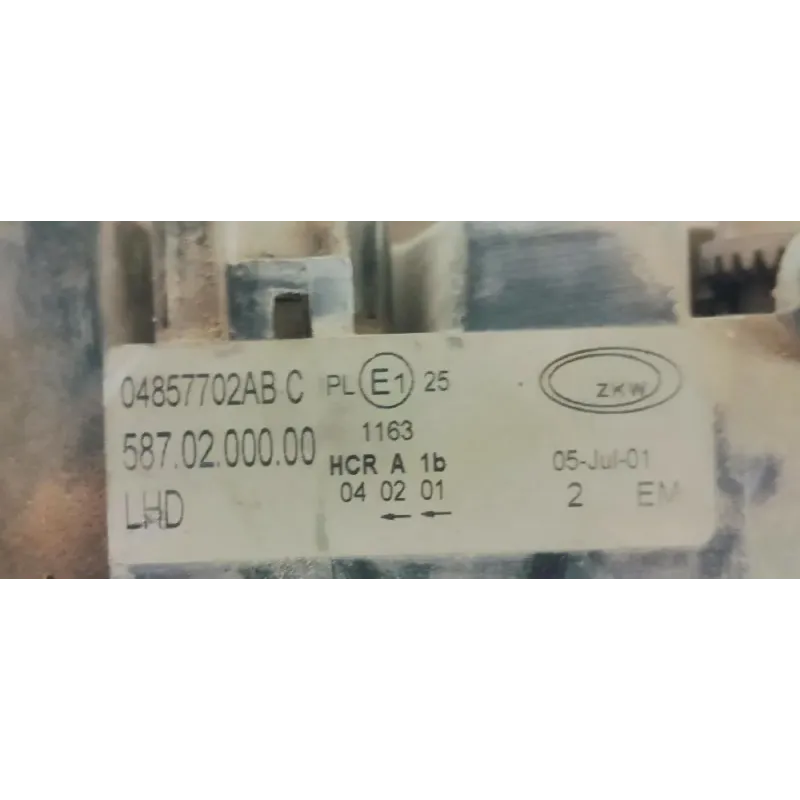 04857702AB C
587.02.000.00
LHD
PL E1 25
1163
HCR A 1b
04 02 01
ZKW
05-Jul-01
2 EM